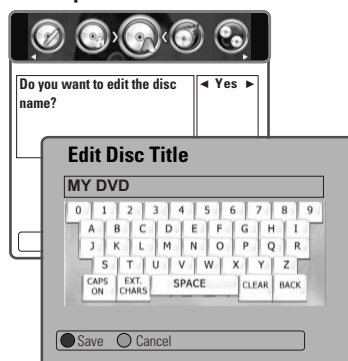 Do you want to edit the disc ◄ Yes ►
name?
Edit Disc Title
MY DVD
0 1 2 3 4 5 6 7 8 9
A B C D E F G H I
J K L M N O P Q R
S T U V W X Y Z
CAPS ON EXT. CHARS SPACE CLEAR BACK
Save Cancel